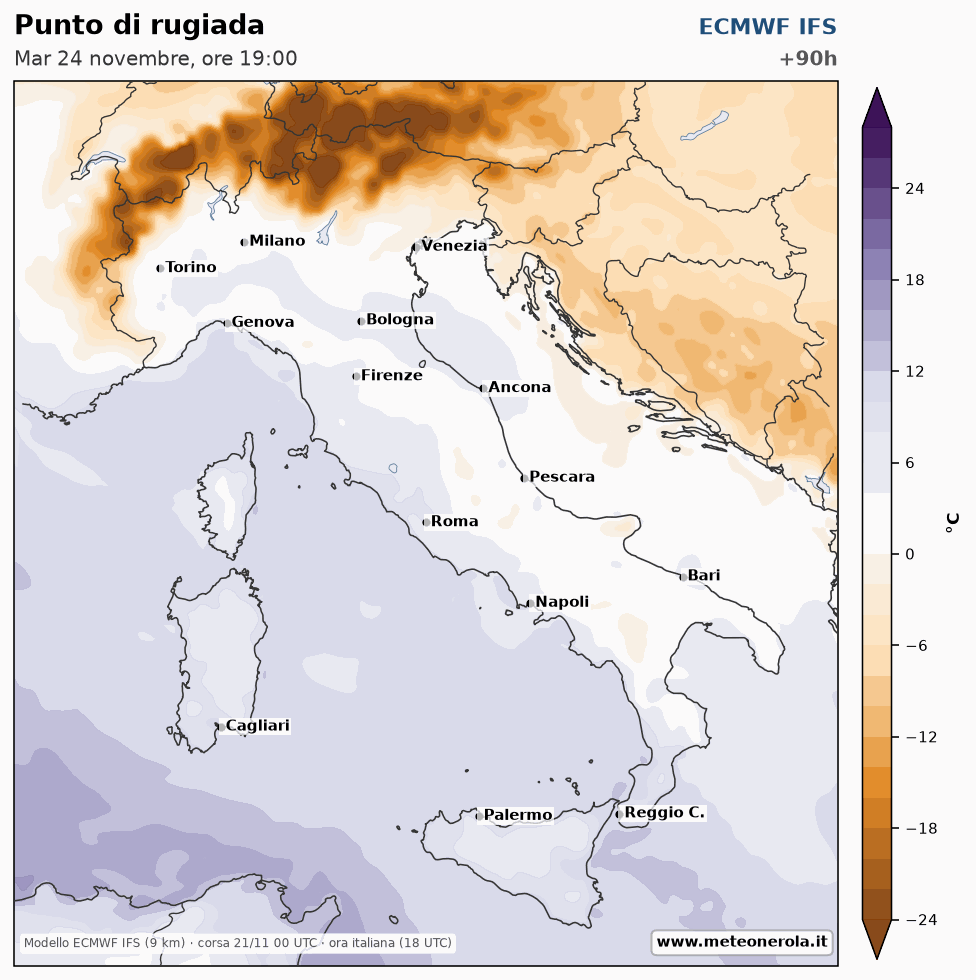 Punto di rugiada
ECMWF IFS
Mar 24 novembre, ore 19:00
+90h
Milano
Venezia
Torino
Genova
Bologna
Firenze
Ancona
Pescara
Roma
Bari
Napoli
Cagliari
Palermo
Reggio C.
24
18
12
6
0
−6
−12
−18
−24
°C
Modello ECMWF IFS (9 km) · corsa 21/11 00 UTC · ora italiana (18 UTC)
www.meteonerola.it